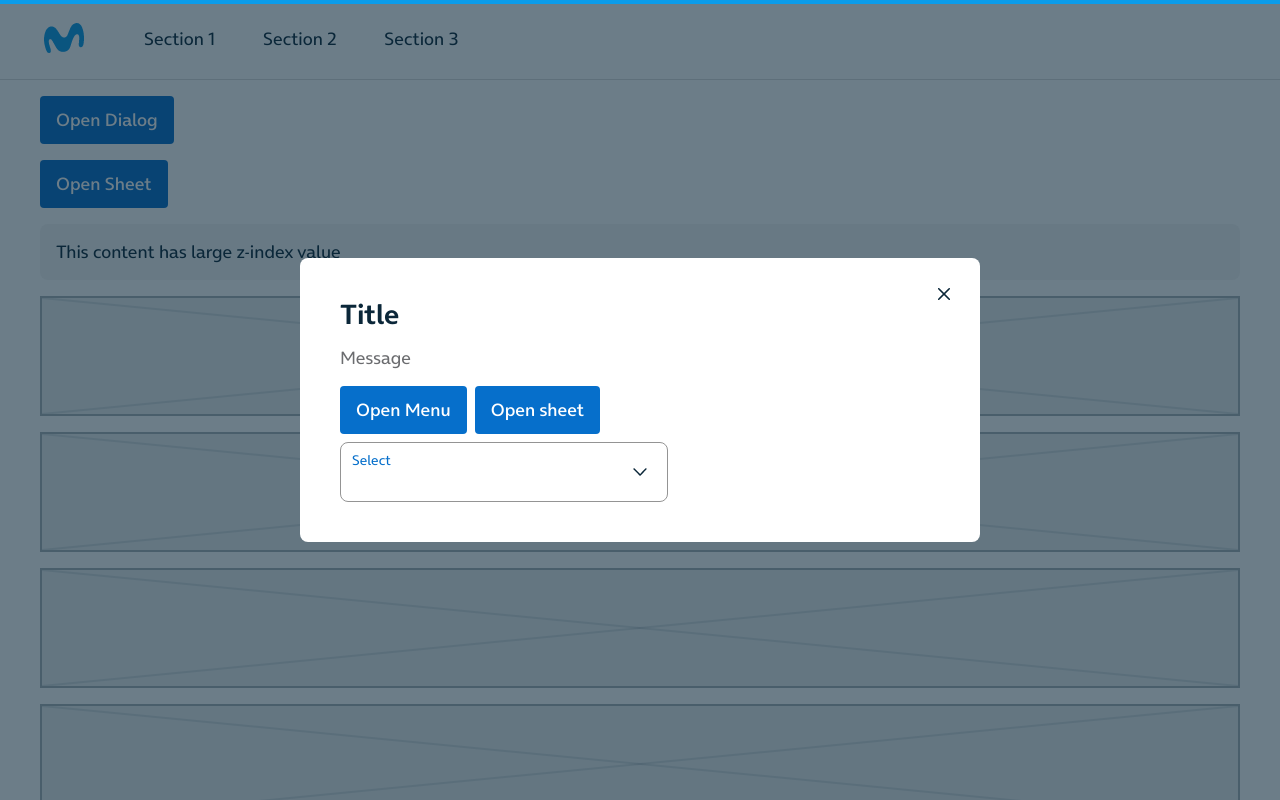 Section 1 Section 2 Section 3
Open Dialog
Open Sheet
This content has large z-index value
Title
Message
Open Menu Open sheet
Select